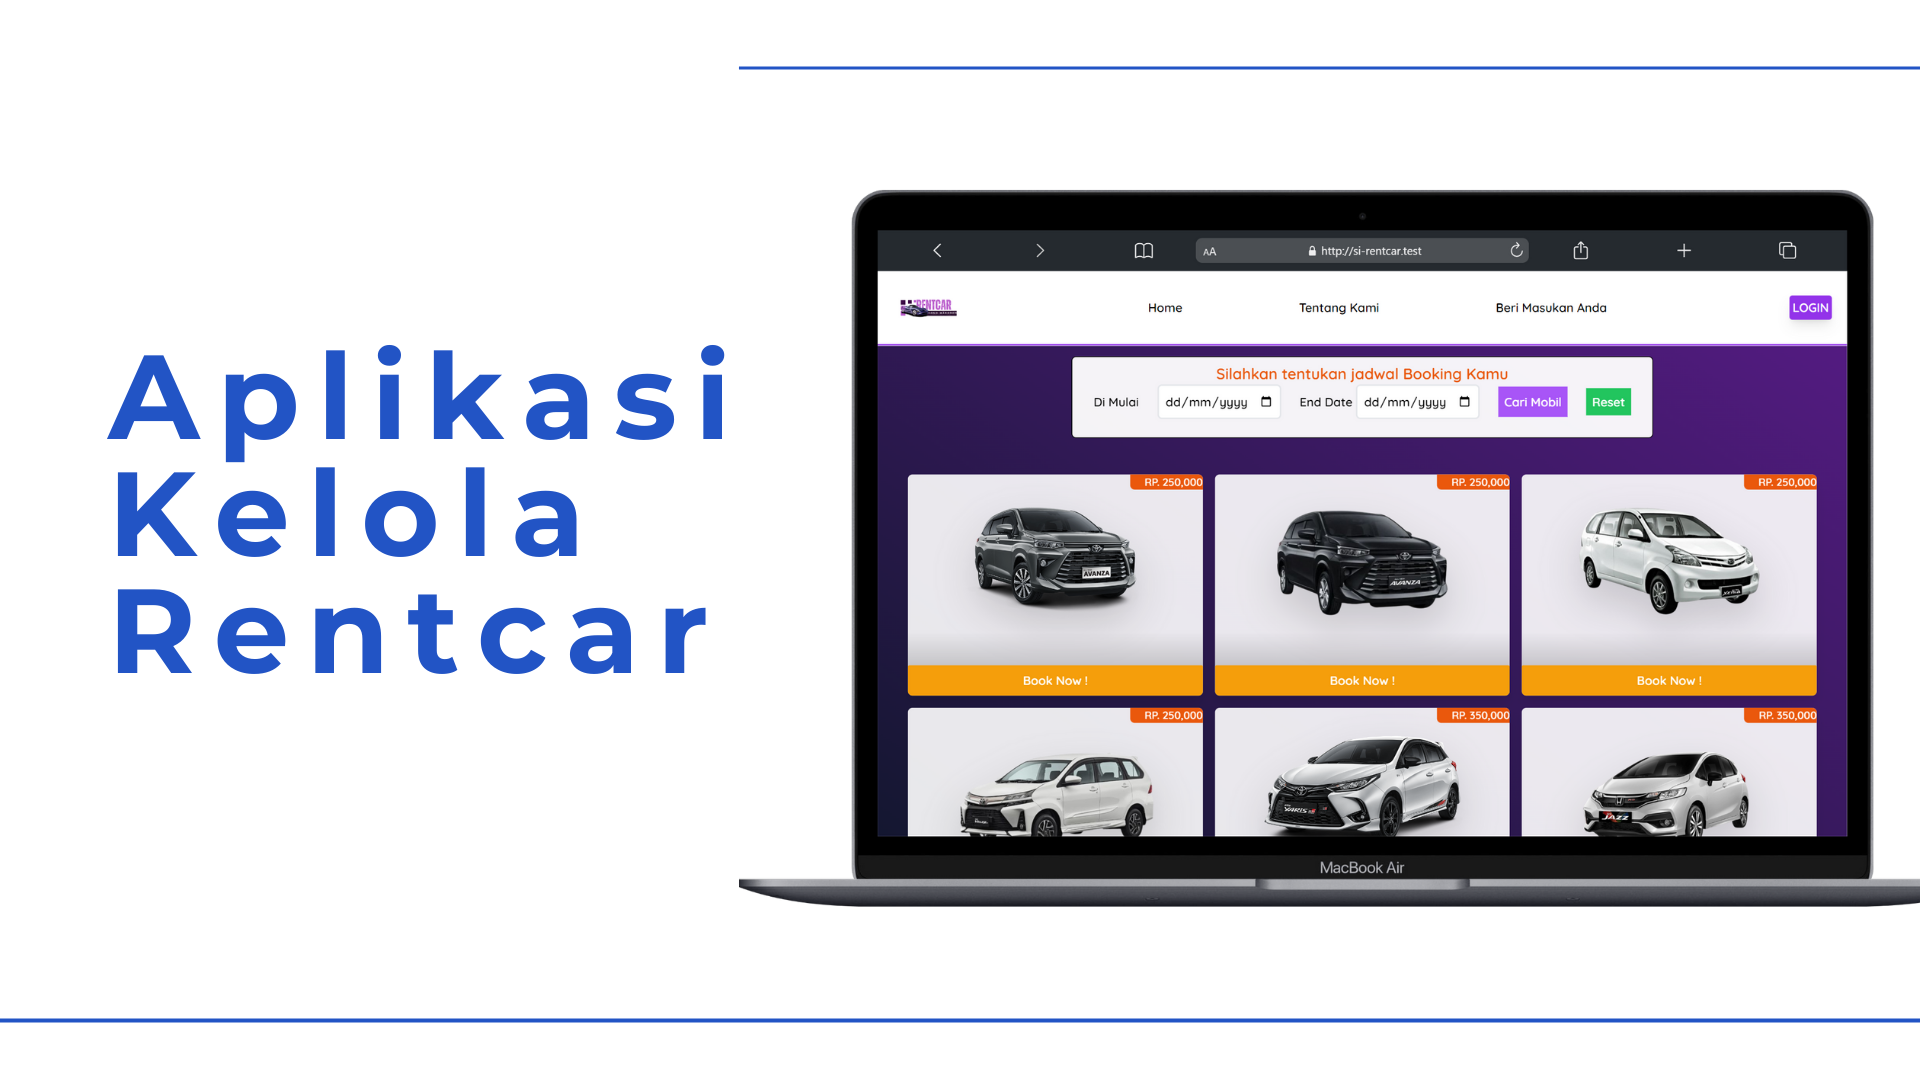 Aplikasi
Kelola
Rentcar
AA
http://si-rentcar.test
RENTCAR
Home
Tentang Kami
Beri Masukan Anda
LOGIN
Silahkan tentukan jadwal Booking Kamu
Di Mulai
dd/mm/yyyy
End Date
dd/mm/yyyy
Cari Mobil
Reset
RP. 250,000
RP. 250,000
RP. 250,000
AVANZA
AVANZA
Book Now !
Book Now !
Book Now !
RP. 250,000
RP. 350,000
RP. 350,000
YARIS
JAZZ
MacBook Air